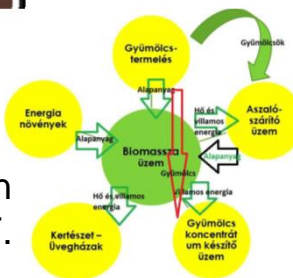 Gyümölcs-
termelés
Gyümölcsök
Alapanyag
Hő és
villamos
energia
Aszaló-
szárító
üzem
Energia
növények
Alapanyag
Biomassza
üzem
Alapanyag
Gyümölcs
Hő és villamos
energia
villamos energia
Kertészet –
Üvegházak
Gyümölcs
koncentrát
um készítő
üzem